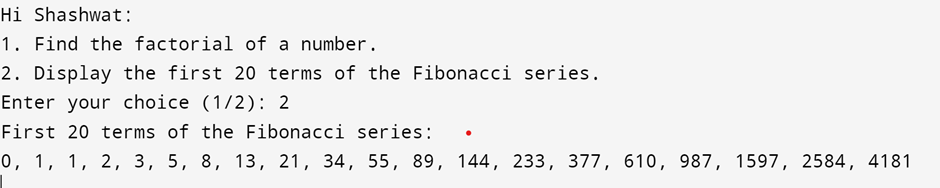 Hi Shashwat:
1. Find the factorial of a number.
2. Display the first 20 terms of the Fibonacci series.
Enter your choice (1/2): 2
First 20 terms of the Fibonacci series:
0, 1, 1, 2, 3, 5, 8, 13, 21, 34, 55, 89, 144, 233, 377, 610, 987, 1597, 2584, 4181